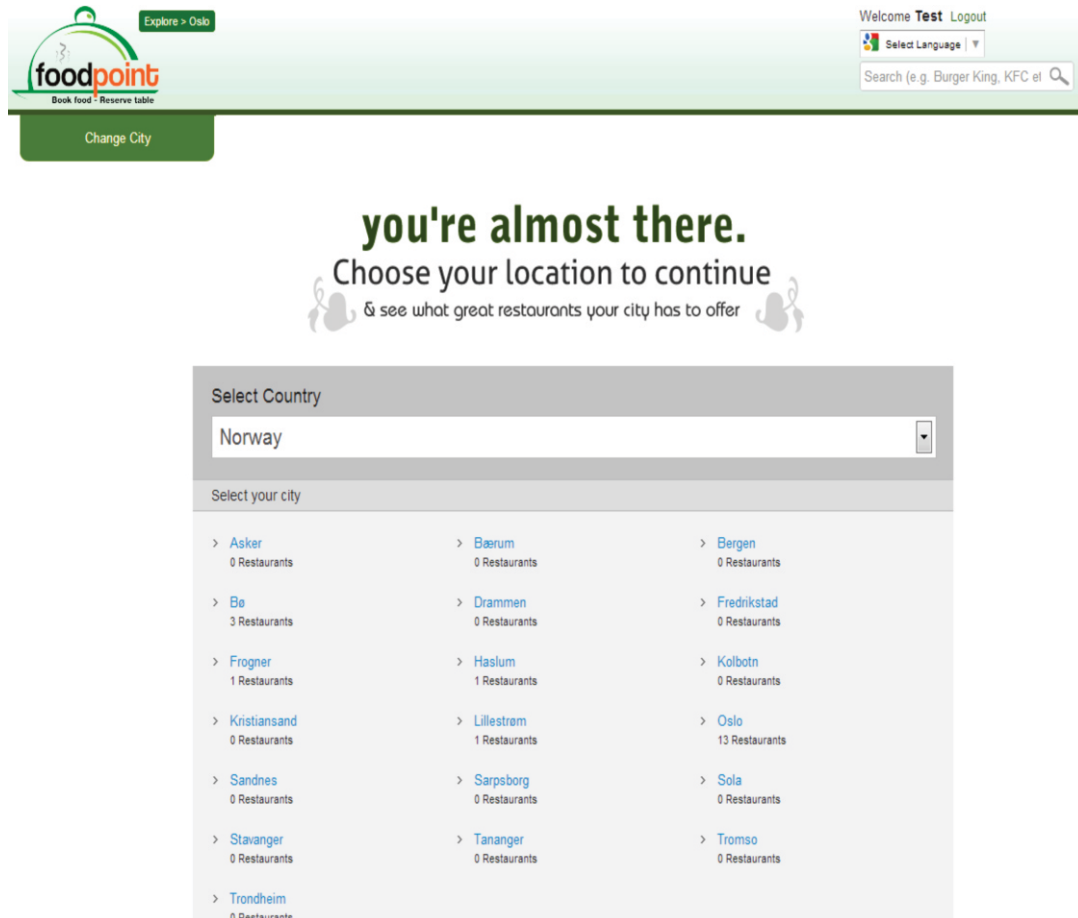 Explore > Oslo
foodpoint
Book food - Reserve table
Welcome Test Logout
Select Language
Search (e.g. Burger King, KFC et
Change City
you're almost there.
Choose your location to continue
& see what great restaurants your city has to offer
Select Country
Norway
Select your city
Asker
0 Restaurants
Bærum
0 Restaurants
Bergen
0 Restaurants
Bø
3 Restaurants
Drammen
0 Restaurants
Fredrikstad
0 Restaurants
Frogner
1 Restaurants
Haslum
1 Restaurants
Kolbotn
0 Restaurants
Kristiansand
0 Restaurants
Lillestrøm
1 Restaurants
Oslo
13 Restaurants
Sandnes
0 Restaurants
Sarpsborg
0 Restaurants
Sola
0 Restaurants
Stavanger
0 Restaurants
Tananger
0 Restaurants
Tromso
0 Restaurants
Trondheim
0 Restaurants